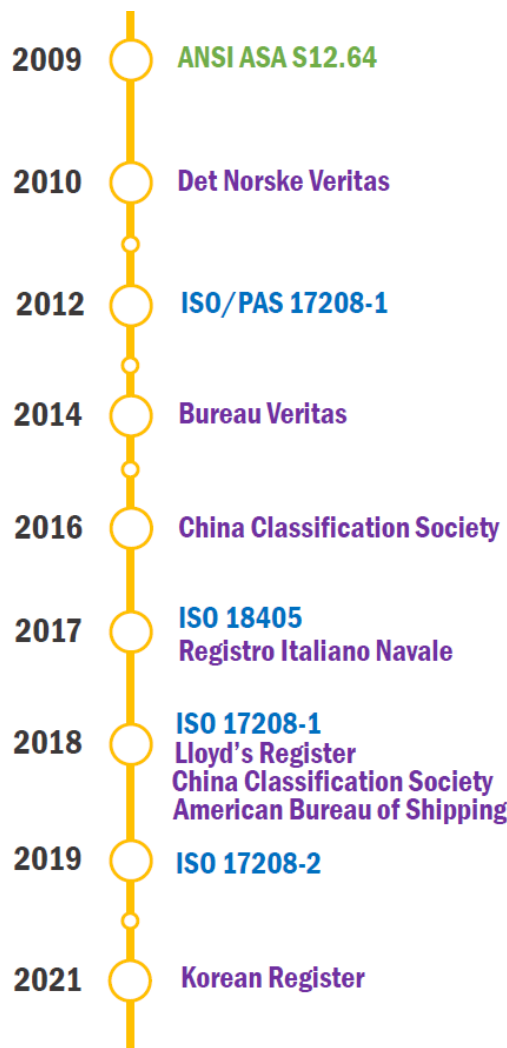 2009 ANSI ASA S12.64
2010 Det Norske Veritas
2012 ISO/PAS 17208-1
2014 Bureau Veritas
2016 China Classification Society
2017 ISO 18405
Registro Italiano Navale
2018 ISO 17208-1
Lloyd's Register
China Classification Society
American Bureau of Shipping
2019 ISO 17208-2
2021 Korean Register